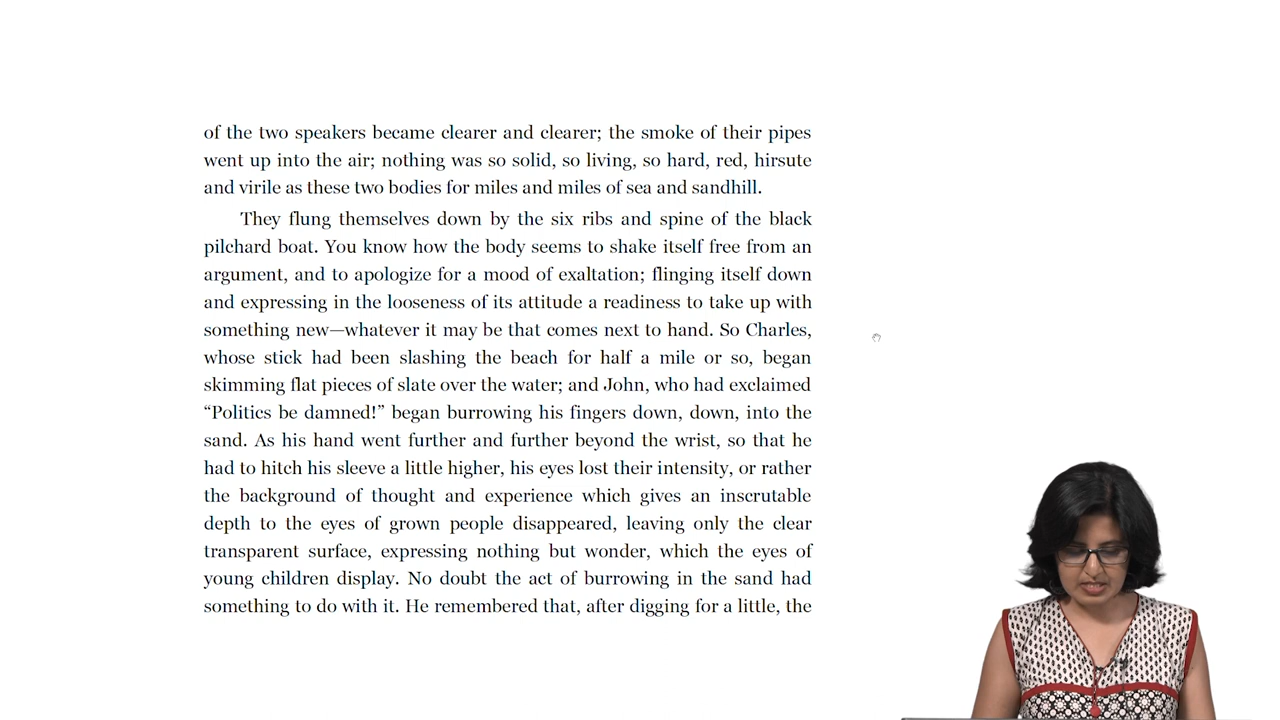 of the two speakers became clearer and clearer; the smoke of their pipes
went up into the air; nothing was so solid, so living, so hard, red, hirsute
and virile as these two bodies for miles and miles of sea and sandhill.
They flung themselves down by the six ribs and spine of the black
pilchard boat. You know how the body seems to shake itself free from an
argument, and to apologize for a mood of exaltation; flinging itself down
and expressing in the looseness of its attitude a readiness to take up with
something new—whatever it may be that comes next to hand. So Charles,
whose stick had been slashing the beach for half a mile or so, began
skimming flat pieces of slate over the water; and John, who had exclaimed
“Politics be damned!” began burrowing his fingers down, down, into the
sand. As his hand went further and further beyond the wrist, so that he
had to hitch his sleeve a little higher, his eyes lost their intensity, or rather
the background of thought and experience which gives an inscrutable
depth to the eyes of grown people disappeared, leaving only the clear
transparent surface, expressing nothing but wonder, which the eyes of
young children display. No doubt the act of burrowing in the sand had
something to do with it. He remembered that, after digging for a little, the